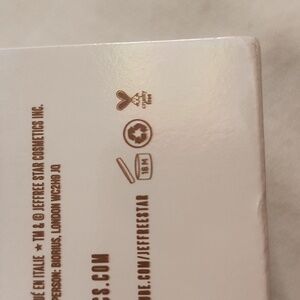 É EN ITALIE ★ TM & © JEFFREE STAR COSMETICS INC.
PERSON: BIORIUS, LONDON WC2H9 JQ
CS.COM
UBE.COM/JEFFREESTAR
cruelty
free
18 M